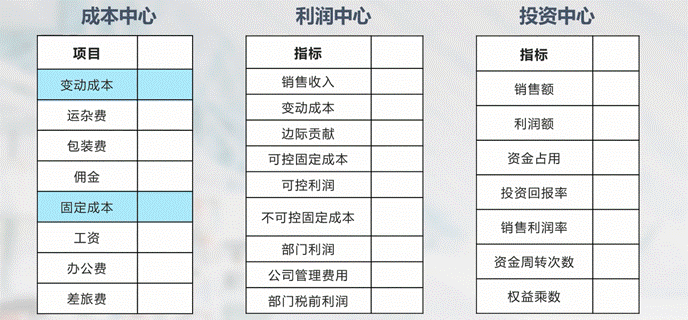 成本中心
项目
变动成本
运杂费
包装费
佣金
固定成本
工资
办公费
差旅费
利润中心
指标
销售收入
变动成本
边际贡献
可控固定成本
可控利润
不可控固定成本
部门利润
公司管理费用
部门税前利润
投资中心
指标
销售额
利润额
资金占用
投资回报率
销售利润率
资金周转次数
权益乘数